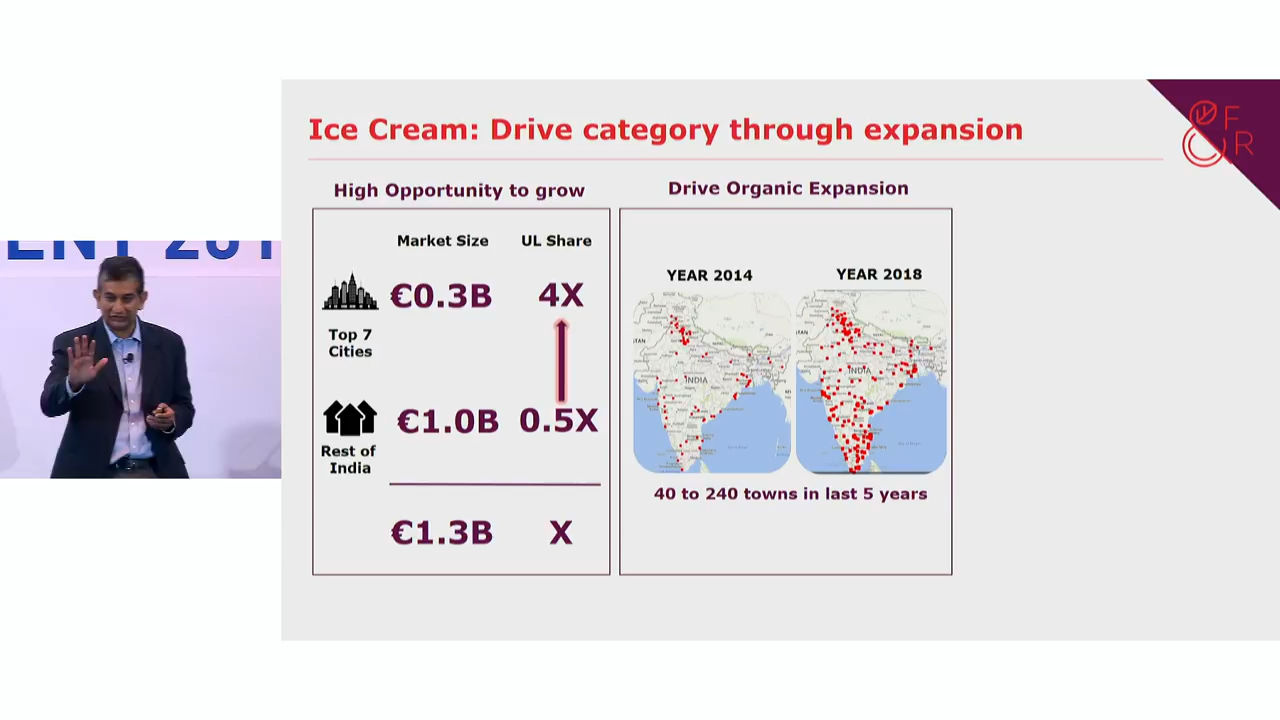 Ice Cream: Drive category through expansion
F
R
High Opportunity to grow
Drive Organic Expansion
Market Size
UL Share
€0.3B
4X
Top 7
Cities
€1.0B
0.5X
Rest of
India
€1.3B
X
YEAR 2014
YEAR 2018
INDIA
INDIA
40 to 240 towns in last 5 years